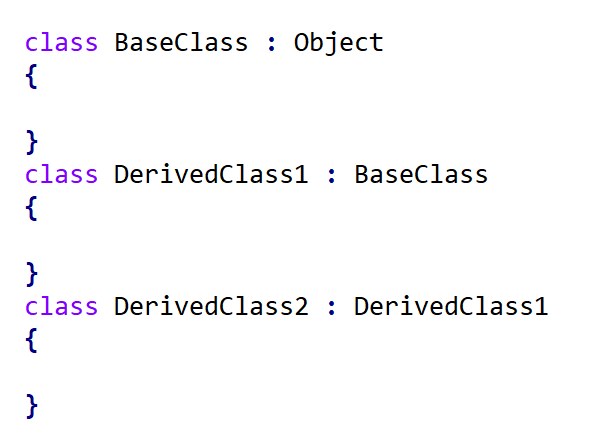 class BaseClass : Object
{
}
class DerivedClass1 : BaseClass
{
}
class DerivedClass2 : DerivedClass1
{
}